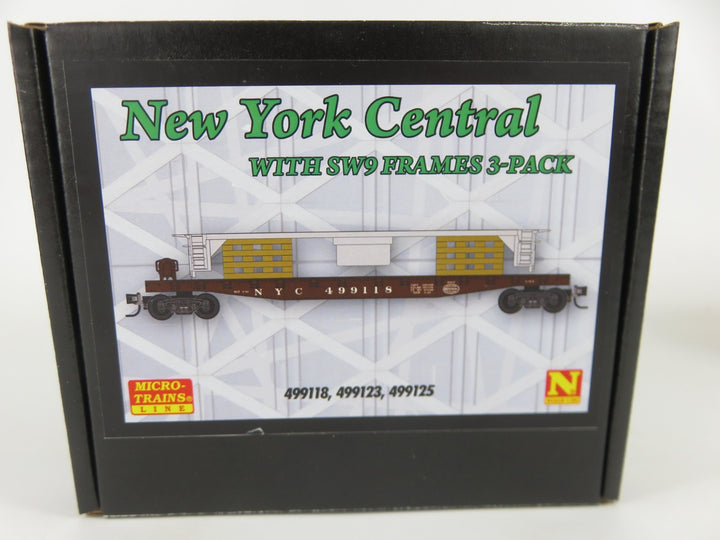 New York Central
WITH SW9 FRAMES 3-PACK
N Y C 499118
499118, 499123, 499125
MICRO-
TRAINS®
LINE
N